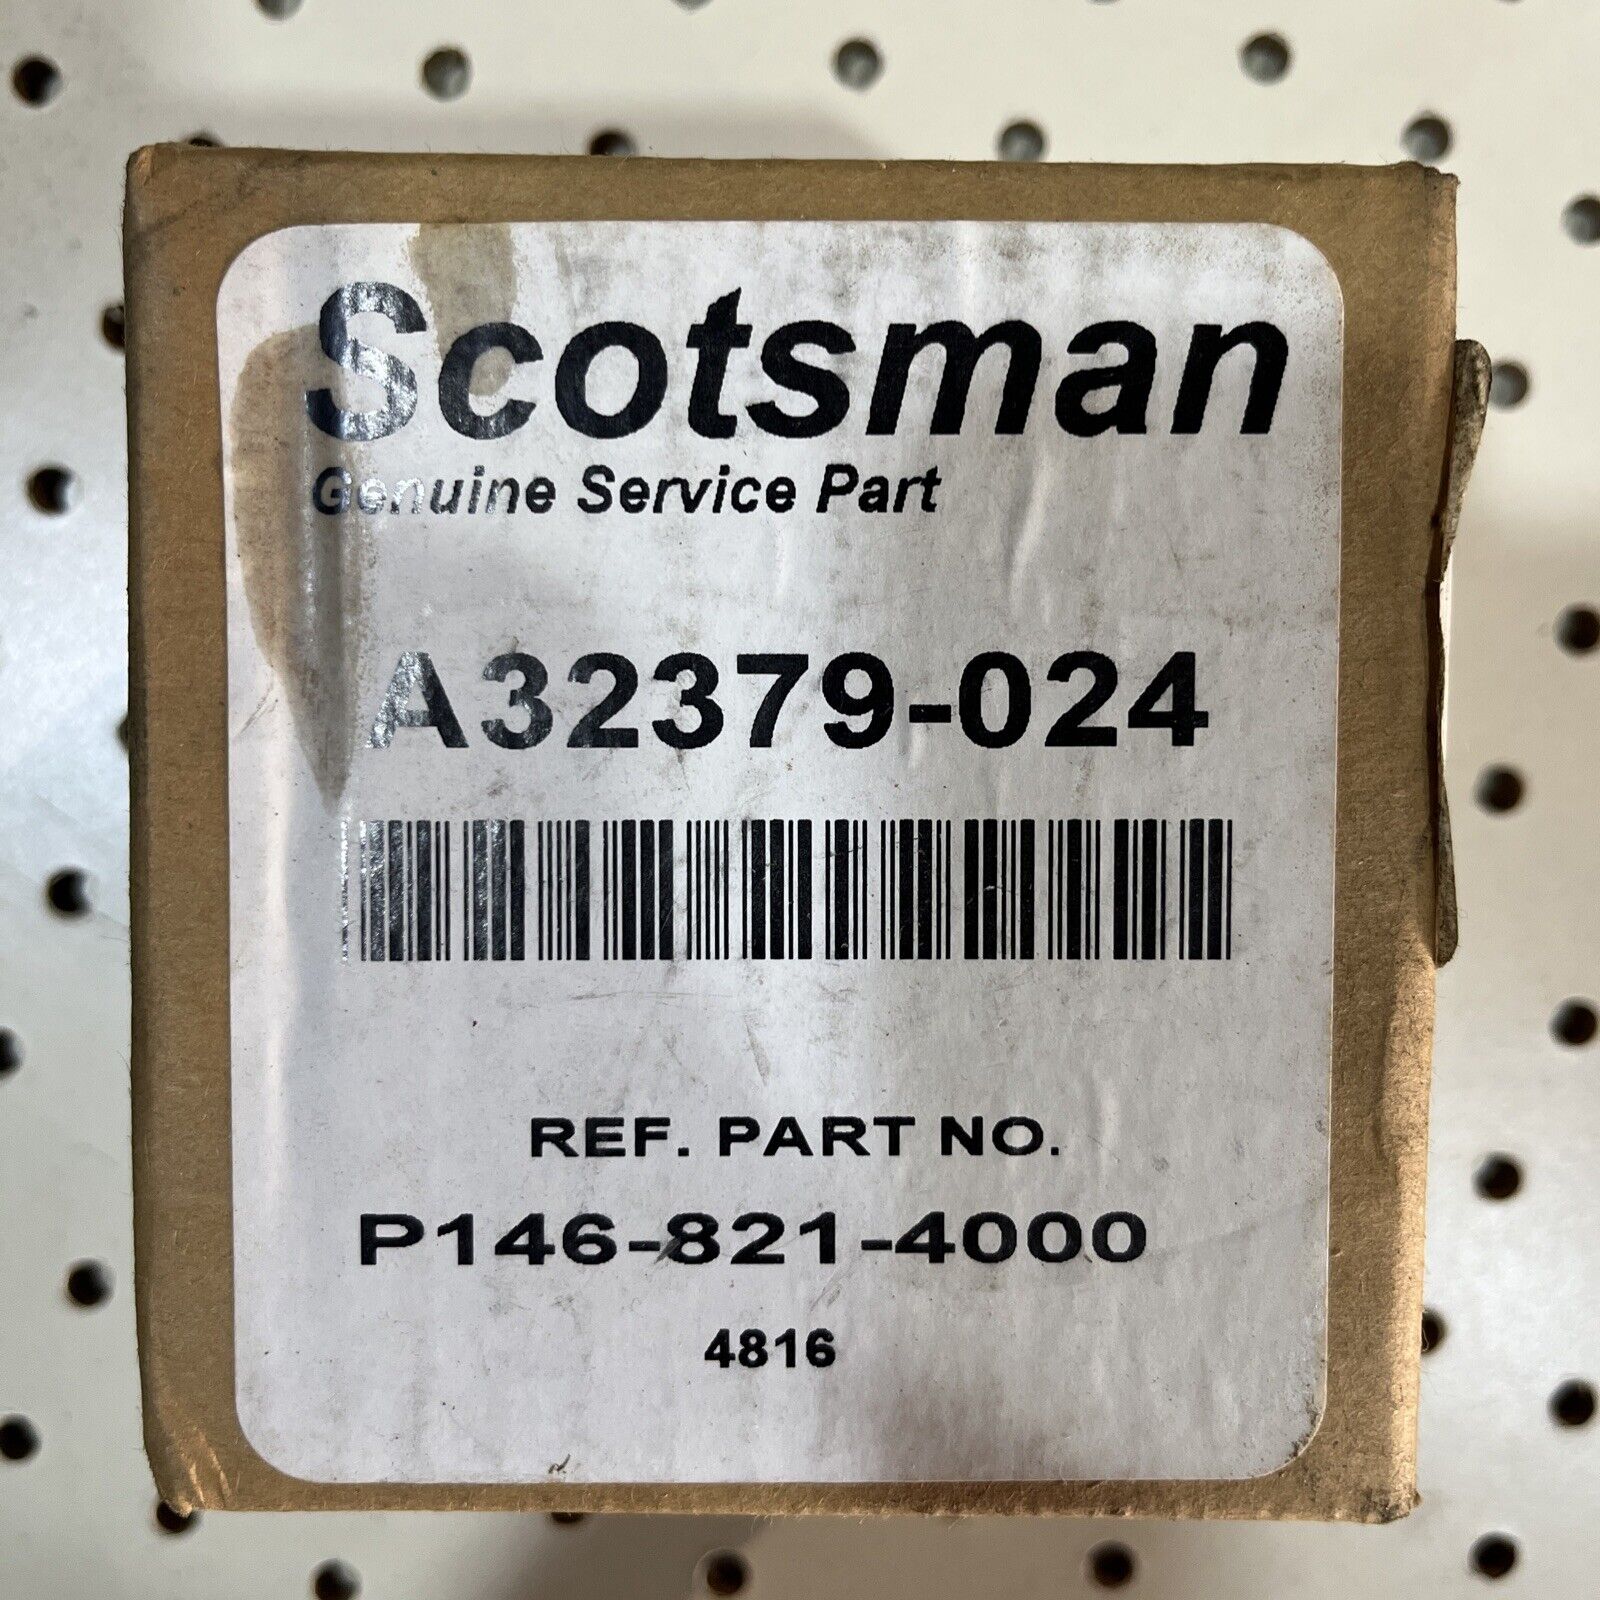 Scotsman
Genuine Service Part
A32379-024
REF. PART NO.
P146-821-4000
4816